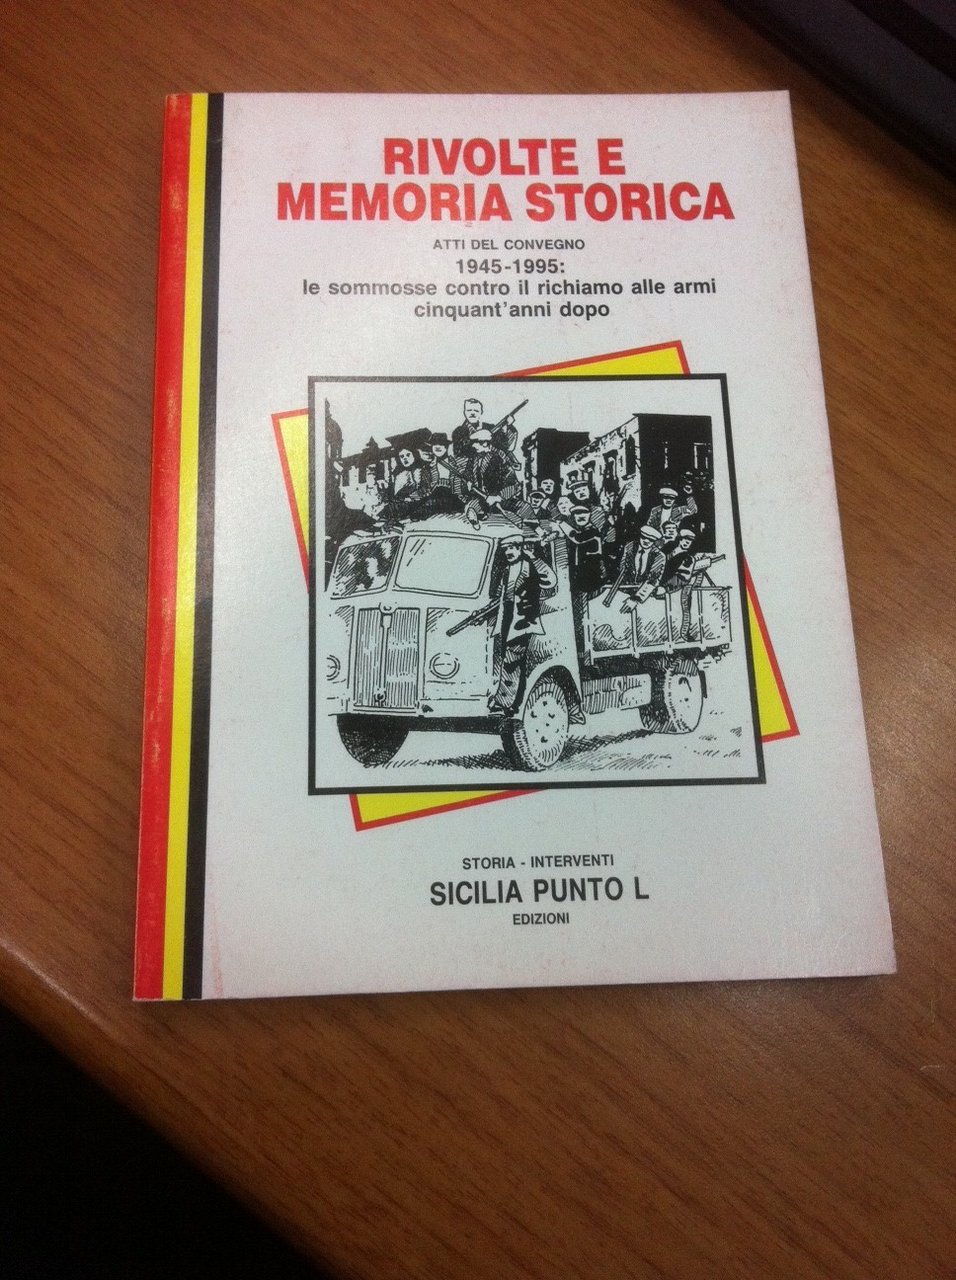 RIVOLTE E
MEMORIA STORICA
ATTI DEL CONVEGNO
1945-1995:
le sommosse contro il richiamo alle armi
cinquant'anni dopo
STORIA - INTERVENTI
SICILIA PUNTO L
EDIZIONI